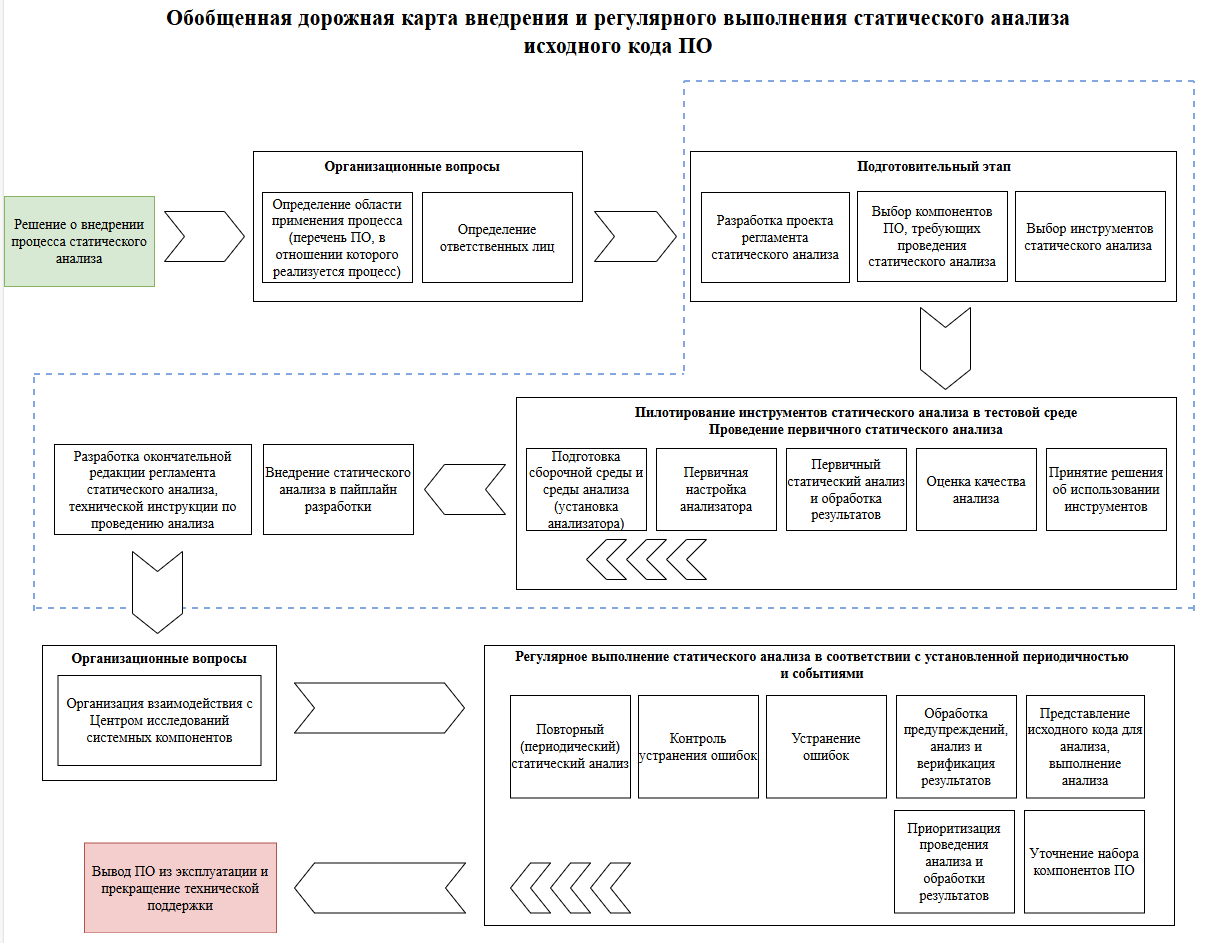 Обобщенная дорожная карта внедрения и регулярного выполнения статического анализа
исходного кода ПО
Решение о внедрении
процесса статического
анализа
Организационные вопросы
Определение области
применения процесса
(перечень ПО, в
отношении которого
реализуется процесс)
Определение
ответственных лиц
Подготовительный этап
Разработка проекта
регламента
статического анализа
Выбор компонентов
ПО, требующих
проведения
статического анализа
Выбор инструментов
статического анализа
Пилотирование инструментов статического анализа в тестовой среде
Проведение первичного статического анализа
Подготовка
сборочной среды и
среды анализа
(установка
анализатора)
Первичная
настройка
анализатора
Первичный
статический анализ
и обработка
результатов
Оценка качества
анализа
Принятие решения
об использовании
инструментов
Внедрение статического
анализа в пайплайн
разработки
Разработка окончательной
редакции регламента
статического анализа,
технической инструкции по
проведению анализа
Организационные вопросы
Организация взаимодействия с
Центром исследований
системных компонентов
Регулярное выполнение статического анализа в соответствии с установленной периодичностью
и событиями
Повторный
(периодический)
статический анализ
Контроль
устранения ошибок
Устранение
ошибок
Обработка
предупреждений,
анализ и
верификация
результатов
Представление
исходного кода для
анализа,
выполнение
анализа
Приоритизация
проведения
анализа и
обработки
результатов
Уточнение набора
компонентов ПО
Вывод ПО из эксплуатации и
прекращение технической
поддержки